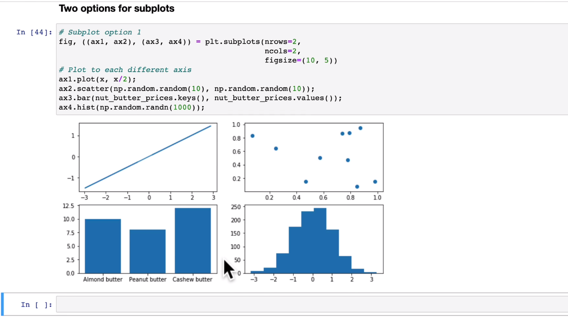 Two options for subplots
In [44]: # Subplot option 1
fig, ((ax1, ax2), (ax3, ax4)) = plt.subplots(nrows=2,
ncols=2,
figsize=(10, 5))
# Plot to each different axis
ax1.plot(x, x/2);
ax2.scatter(np.random.random(10), np.random.random(10));
ax3.bar(nut_butter_prices.keys(), nut_butter_prices.values());
ax4.hist(np.random.randn(1000));
1
0
−1
−3 −2 −1 0 1 2 3
1.0
0.8
0.6
0.4
0.2
0.2 0.4 0.6 0.8 1.0
12.5
10.0
7.5
5.0
2.5
0.0
Almond butter Peanut butter Cashew butter
250
200
150
100
50
0
−3 −2 −1 0 1 2 3
In [ ]: